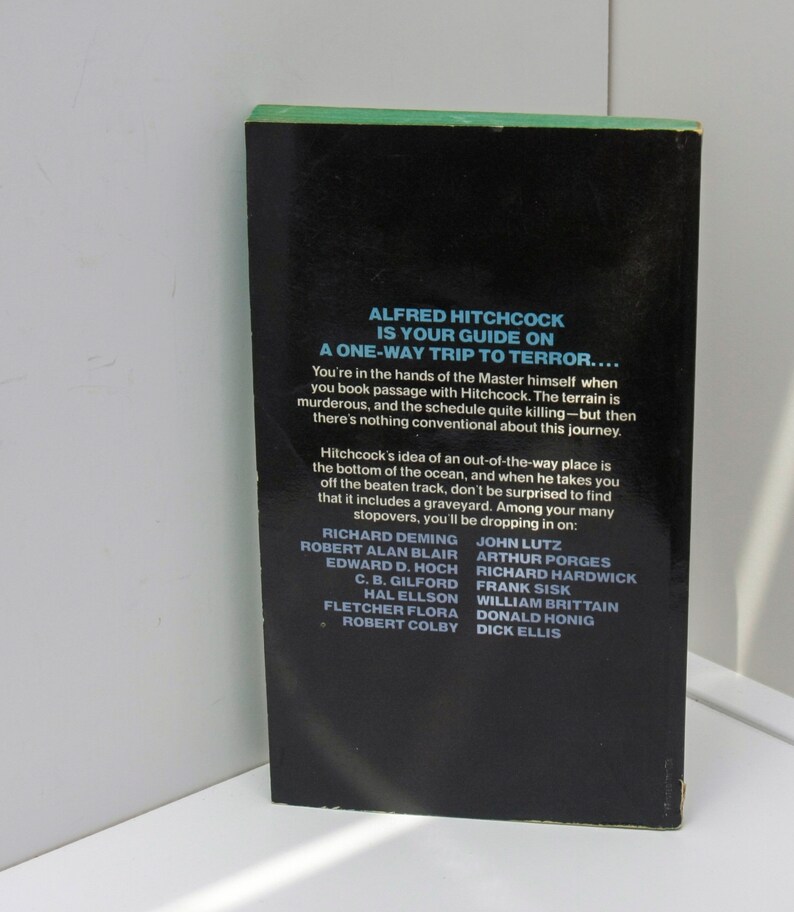 ALFRED HITCHCOCK
IS YOUR GUIDE ON
A ONE-WAY TRIP TO TERROR....
You're in the hands of the Master himself when
you book passage with Hitchcock. The terrain is
murderous, and the schedule quite killing—but then
there's nothing conventional about this journey.
Hitchcock's idea of an out-of-the-way place is
the bottom of the ocean, and when he takes you
off the beaten track, don't be surprised to find
that it includes a graveyard. Among your many
stopovers, you'll be dropping in on:
RICHARD DEMING
ROBERT ALAN BLAIR
EDWARD D. HOCH
C. B. GILFORD
HAL ELLSON
FLETCHER FLORA
ROBERT COLBY
JOHN LUTZ
ARTHUR PORGES
RICHARD HARDWICK
FRANK SISK
WILLIAM BRITTAIN
DONALD HONIG
DICK ELLIS